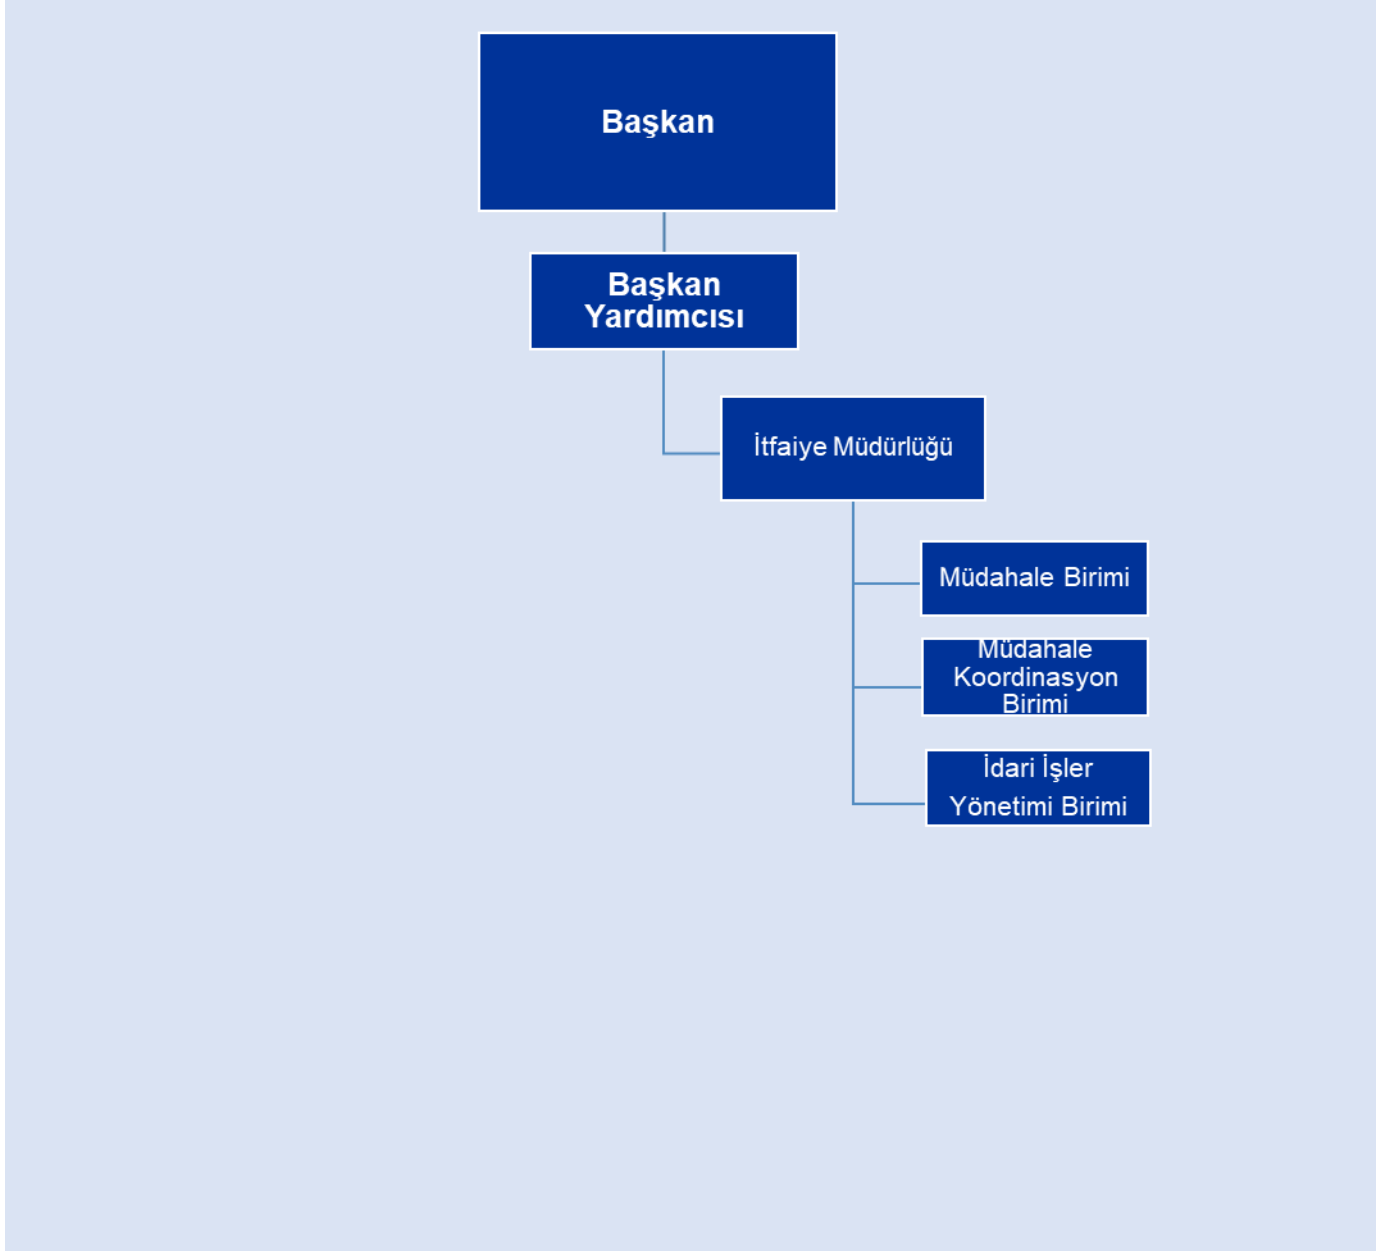 Başkan
Başkan
Yardımcısı
İtfaiye Müdürlüğü
Müdahale Birimi
Müdahale
Koordinasyon
Birimi
İdari İşler
Yönetimi Birimi